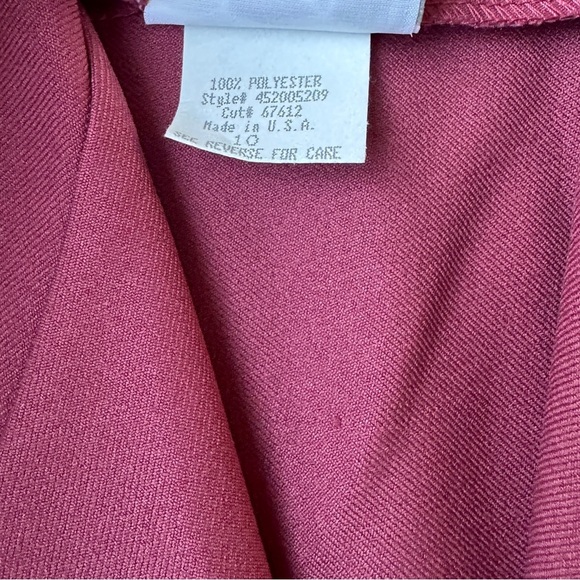 100% POLYESTER
Style# 452005209
Cut# 67612
Made in U.S.A.
10
SEE REVERSE FOR CARE